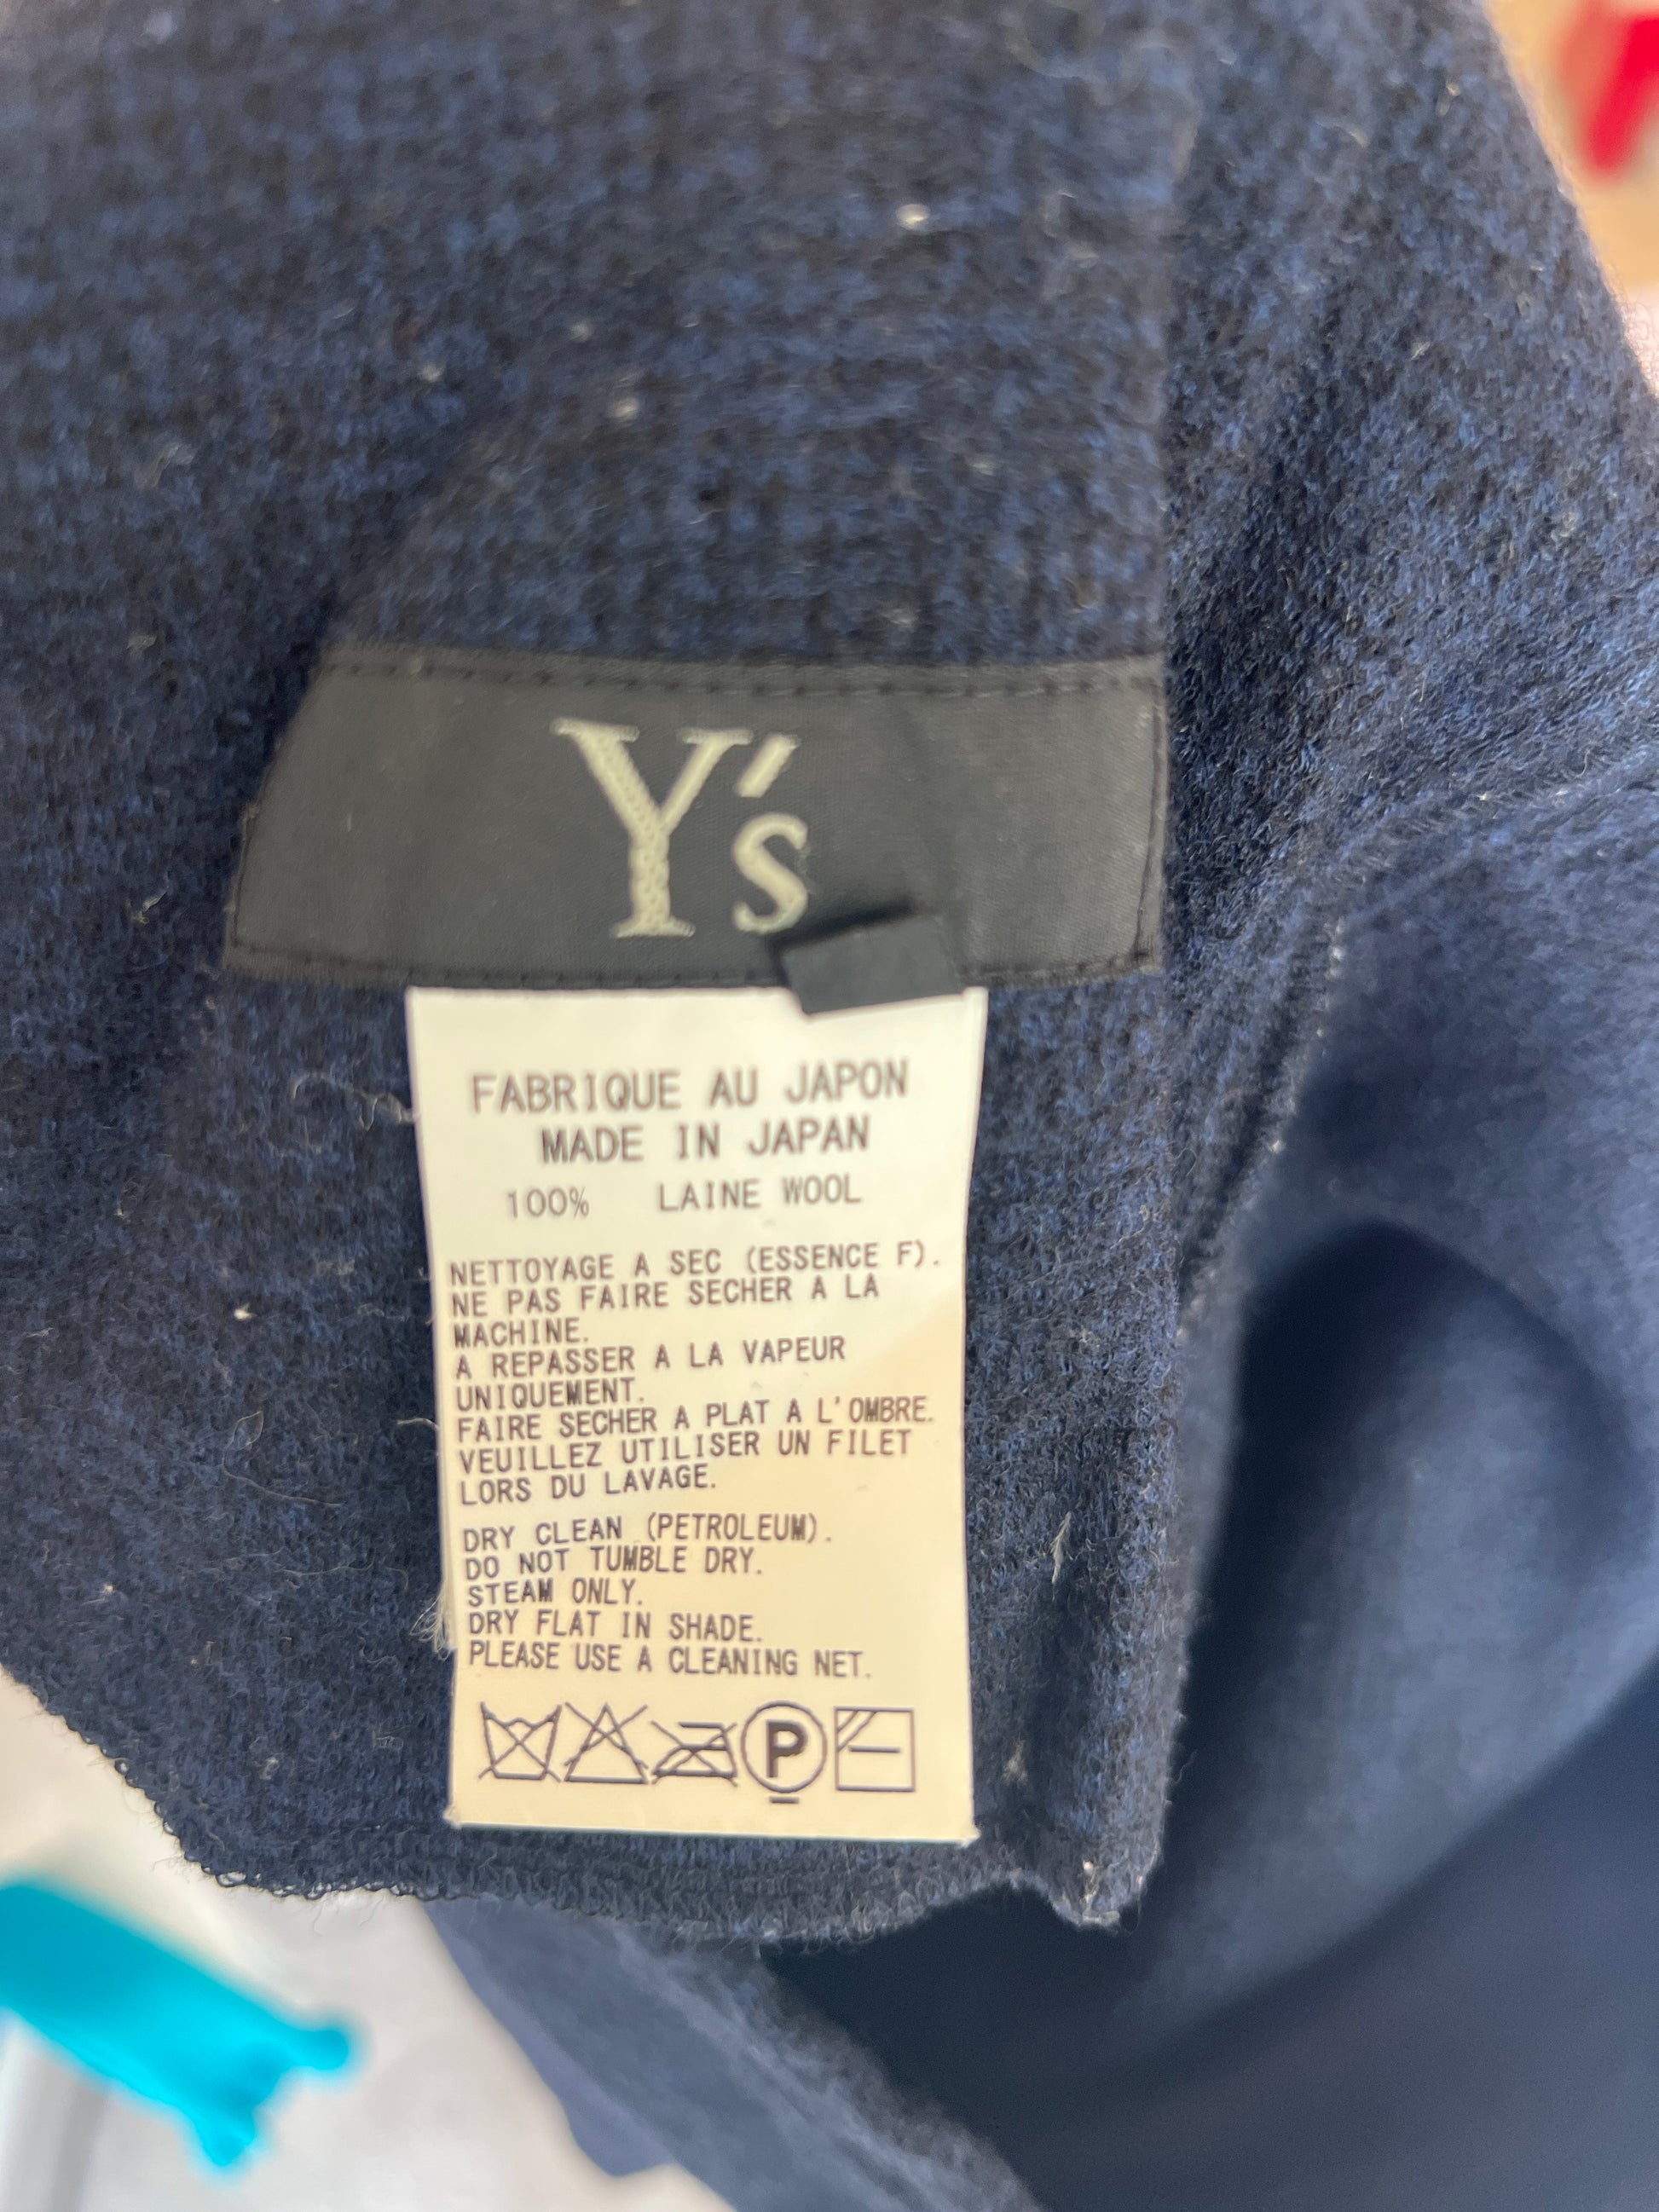 Y's
FABRIQUE AU JAPON
MADE IN JAPAN
100% LAINE WOOL
NETTOYAGE A SEC (ESSENCE F).
NE PAS FAIRE SECHER A LA
MACHINE.
A REPASSER A LA VAPEUR
UNIQUEMENT.
FAIRE SECHER A PLAT A L'OMBRE.
VEUILLEZ UTILISER UN FILET
LORS DU LAVAGE.
DRY CLEAN (PETROLEUM).
DO NOT TUMBLE DRY.
STEAM ONLY.
DRY FLAT IN SHADE.
PLEASE USE A CLEANING NET.
P